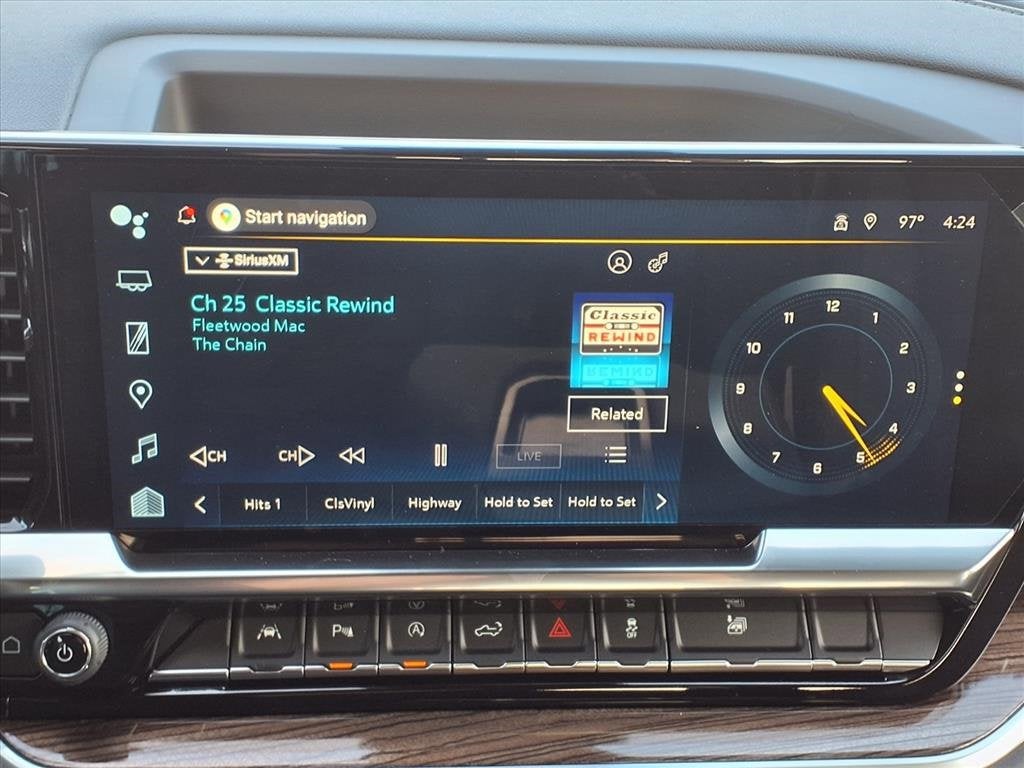 Start navigation
97° 4:24
SiriusXM
Ch 25 Classic Rewind
Fleetwood Mac
The Chain
Classic
REWIND
Related
CH CH LIVE
Hits 1 ClsVinyl Highway Hold to Set Hold to Set
12
1
2
3
4
5
6
7
8
9
10
11
P
A
OFF